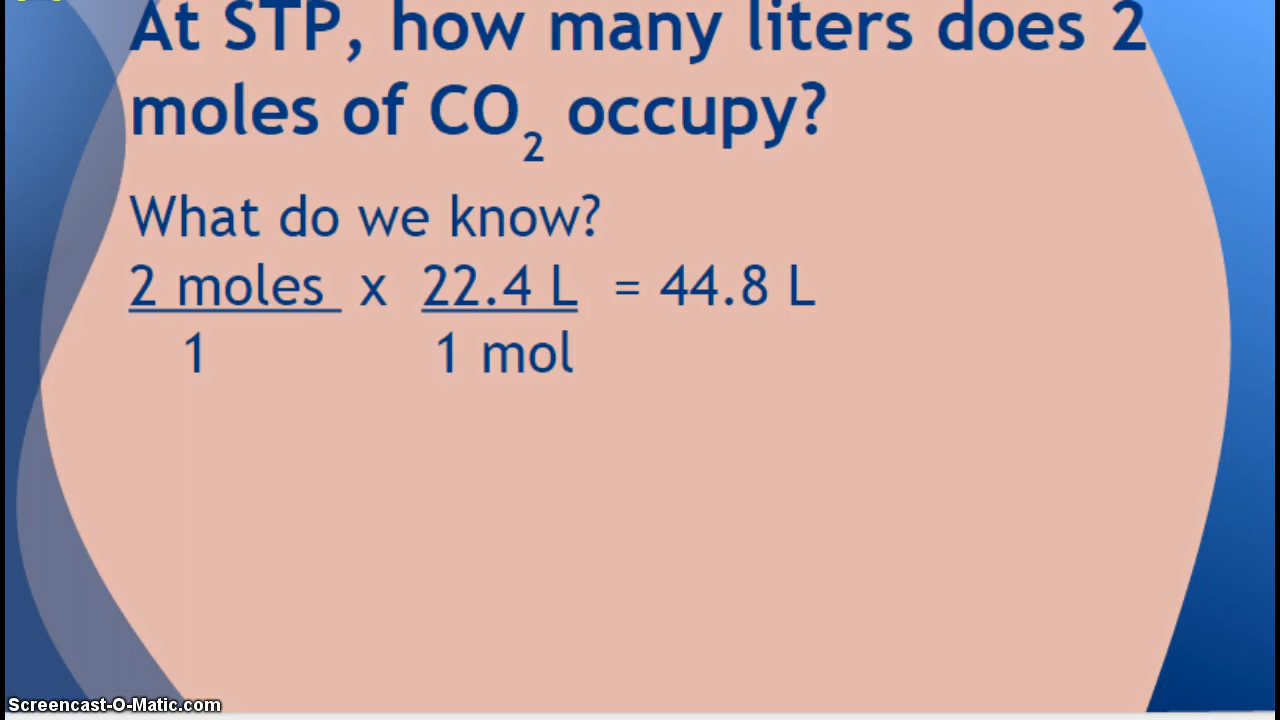 At STP, how many liters does 2
moles of CO₂ occupy?
What do we know?
2 moles x 22.4 L = 44.8 L
1 1 mol
Screencast-O-Matic.com